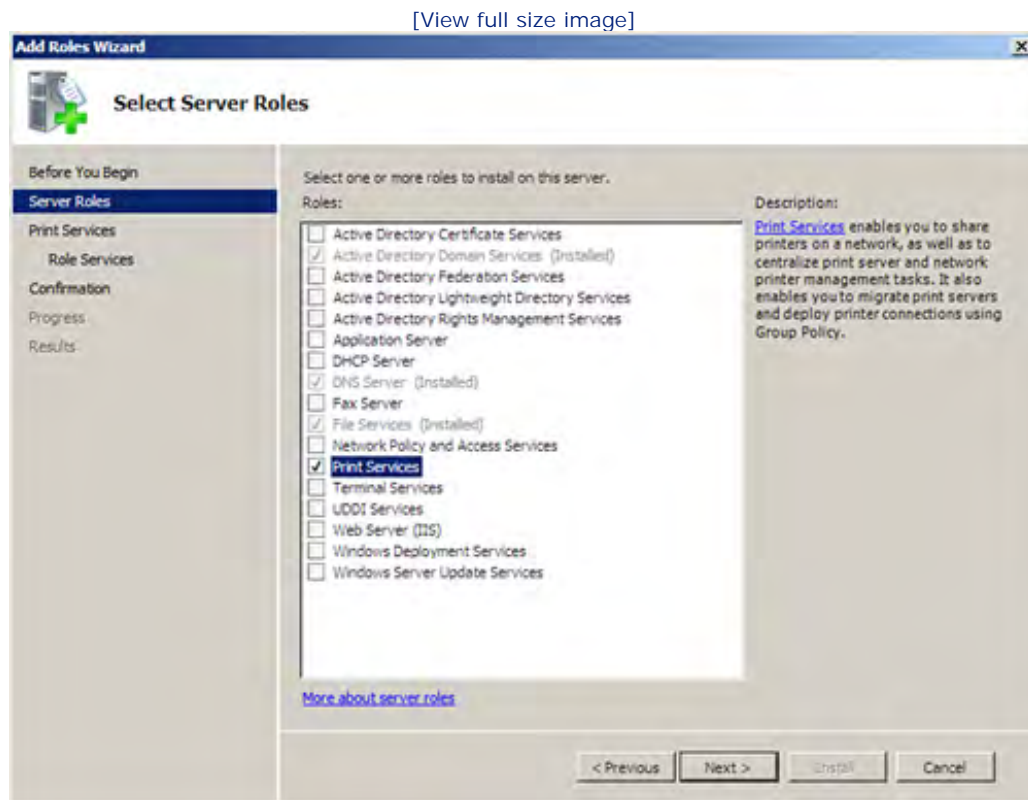 [View full size image]
Add Roles Wizard
Select Server Roles
Before You Begin
Server Roles
Print Services
Role Services
Confirmation
Progress
Results
Select one or more roles to install on this server.
Roles:
Active Directory Certificate Services
Active Directory Domain Services (Installed)
Active Directory Federation Services
Active Directory Lightweight Directory Services
Active Directory Rights Management Services
Application Server
DHCP Server
DNS Server (Installed)
Fax Server
File Services (Installed)
Network Policy and Access Services
Print Services
Terminal Services
UDDI Services
Web Server (IIS)
Windows Deployment Services
Windows Server Update Services
More about server roles
Description:
Print Services enables you to share
printers on a network, as well as to
centralize print server and network
printer management tasks. It also
enables you to migrate print servers
and deploy printer connections using
Group Policy.
< Previous
Next >
Install
Cancel